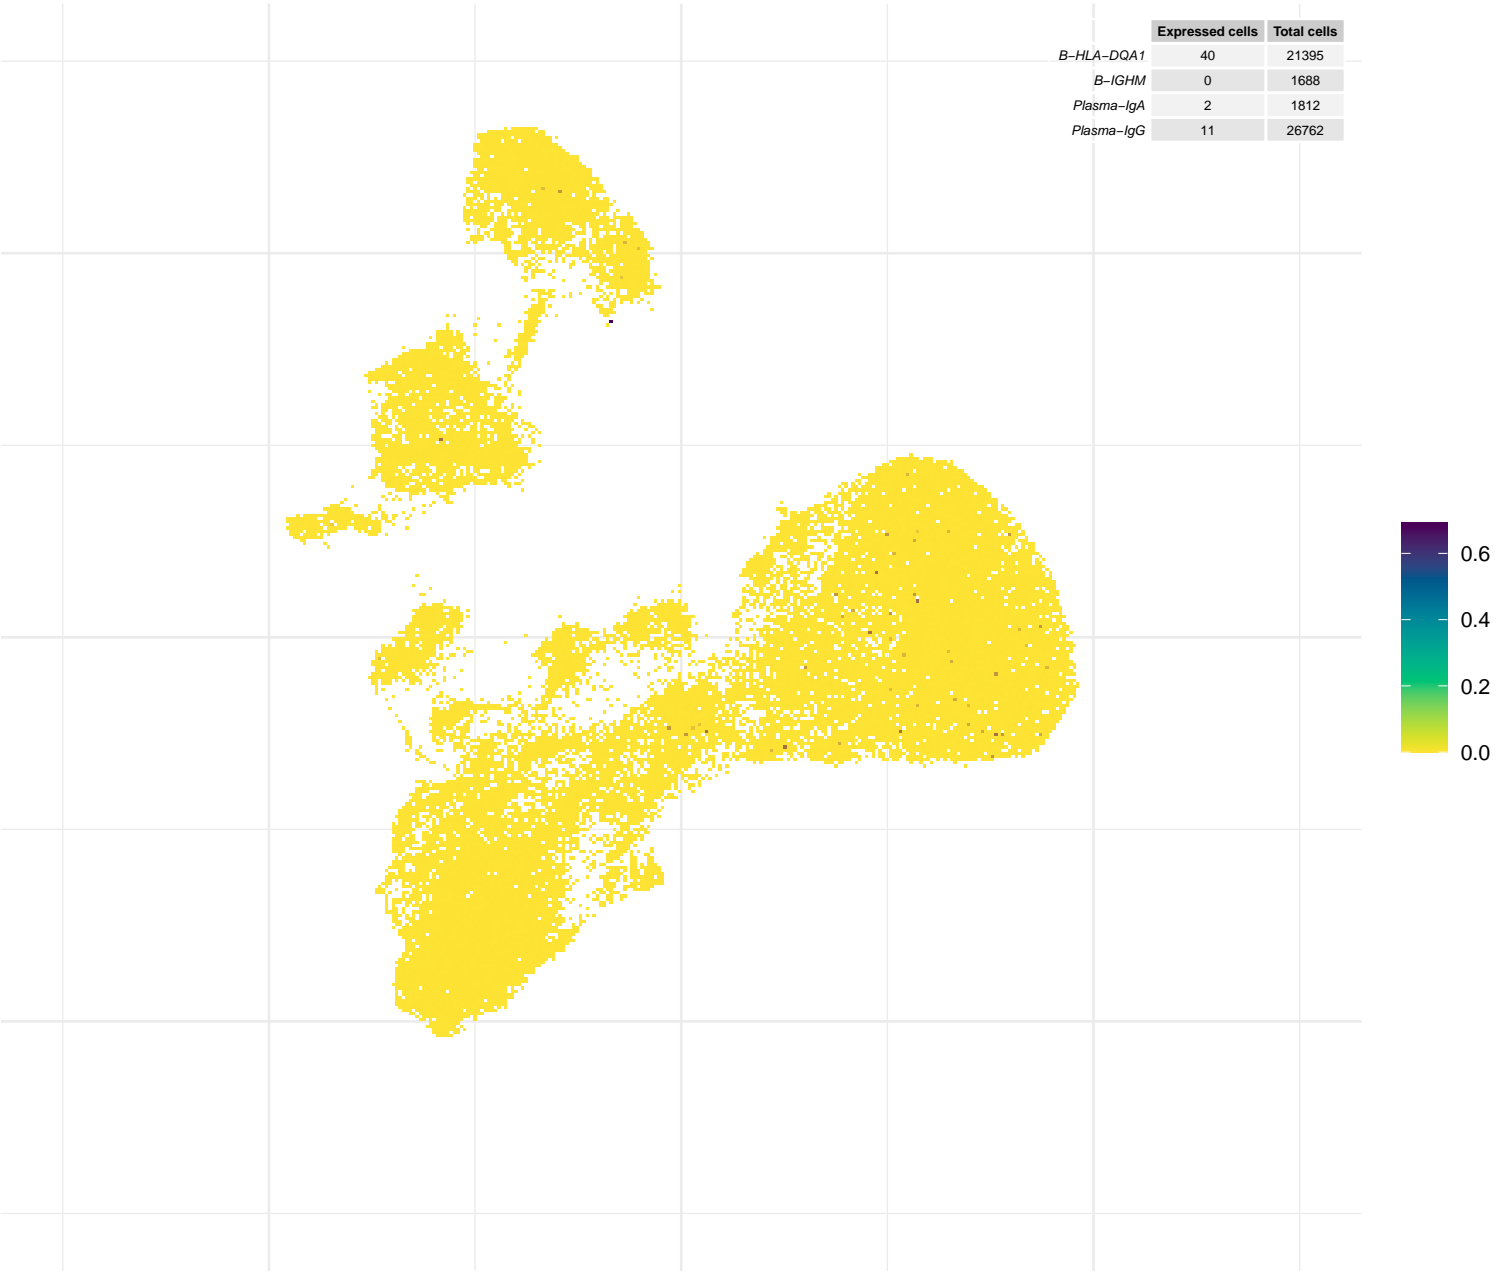 Expressed cells Total cells
B−HLA−DQA1 40 21395
B−IGHM 0 1688
Plasma−IgA 2 1812
Plasma−IgG 11 26762
0.6
0.4
0.2
0.0